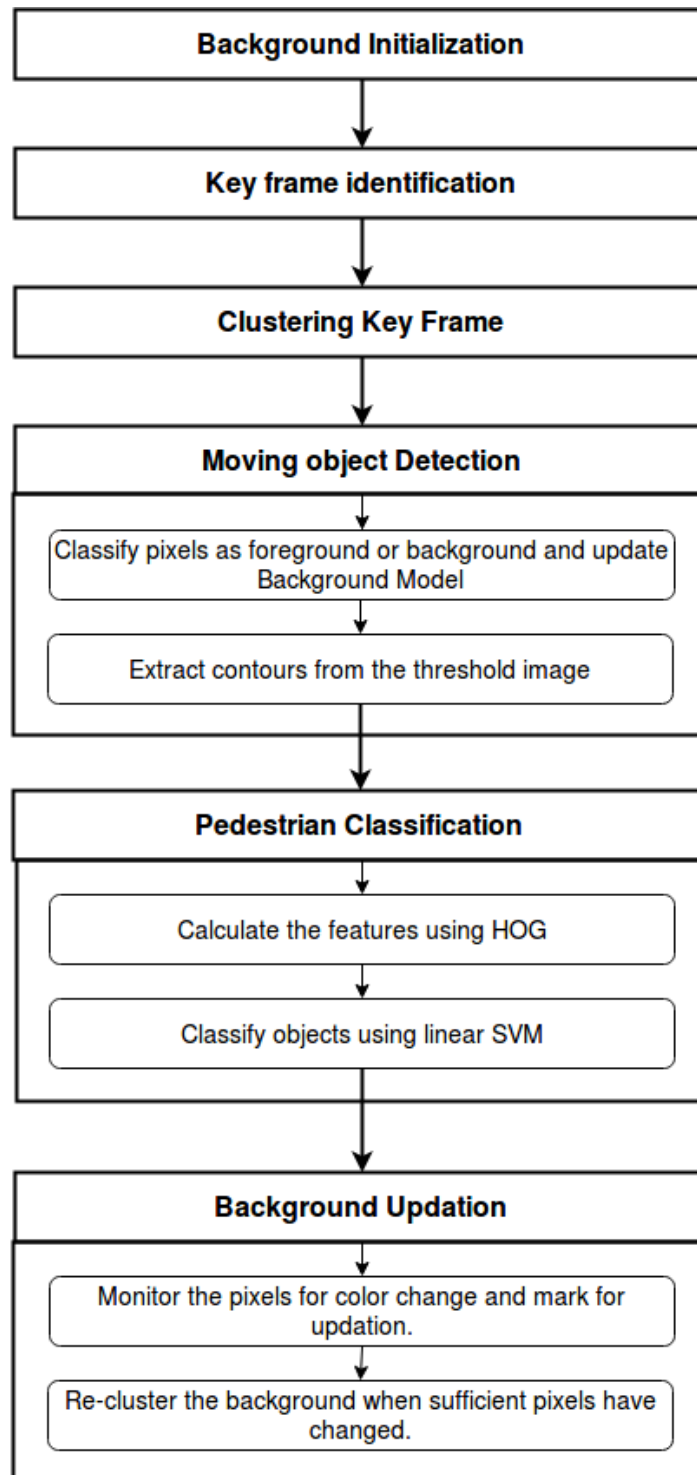 Background Initialization
Key frame identification
Clustering Key Frame
Moving object Detection
Classify pixels as foreground or background and update
Background Model
Extract contours from the threshold image
Pedestrian Classification
Calculate the features using HOG
Classify objects using linear SVM
Background Updation
Monitor the pixels for color change and mark for
updation.
Re-cluster the background when sufficient pixels have
changed.